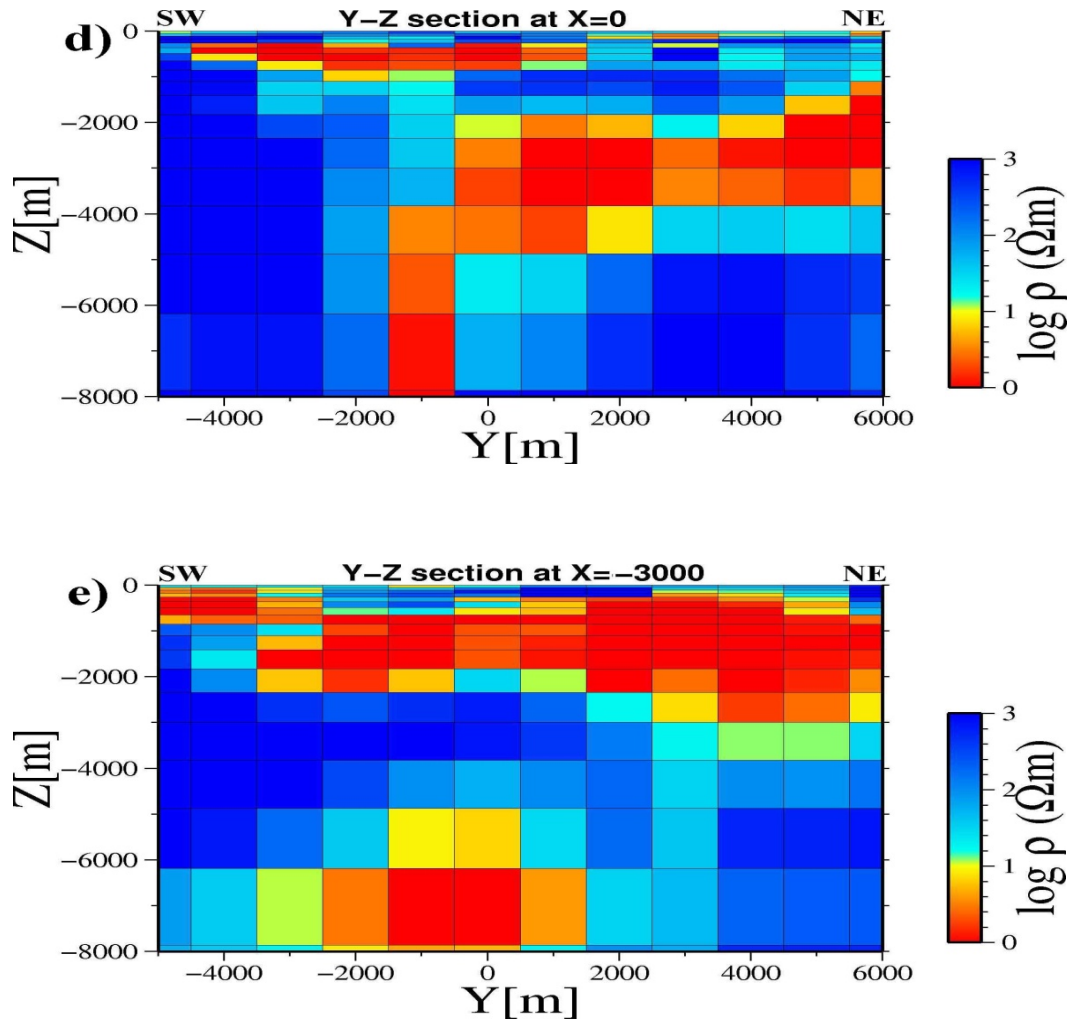 d)
SW Y-Z section at X=0 NE
0
-2000
-4000
-6000
-8000
Z[m]
-4000 -2000 0 2000 4000 6000
Y[m]
3
2
1
0
log ρ (Ωm)
e)
SW Y-Z section at X=-3000 NE
0
-2000
-4000
-6000
-8000
Z[m]
-4000 -2000 0 2000 4000 6000
Y[m]
3
2
1
0
log ρ (Ωm)